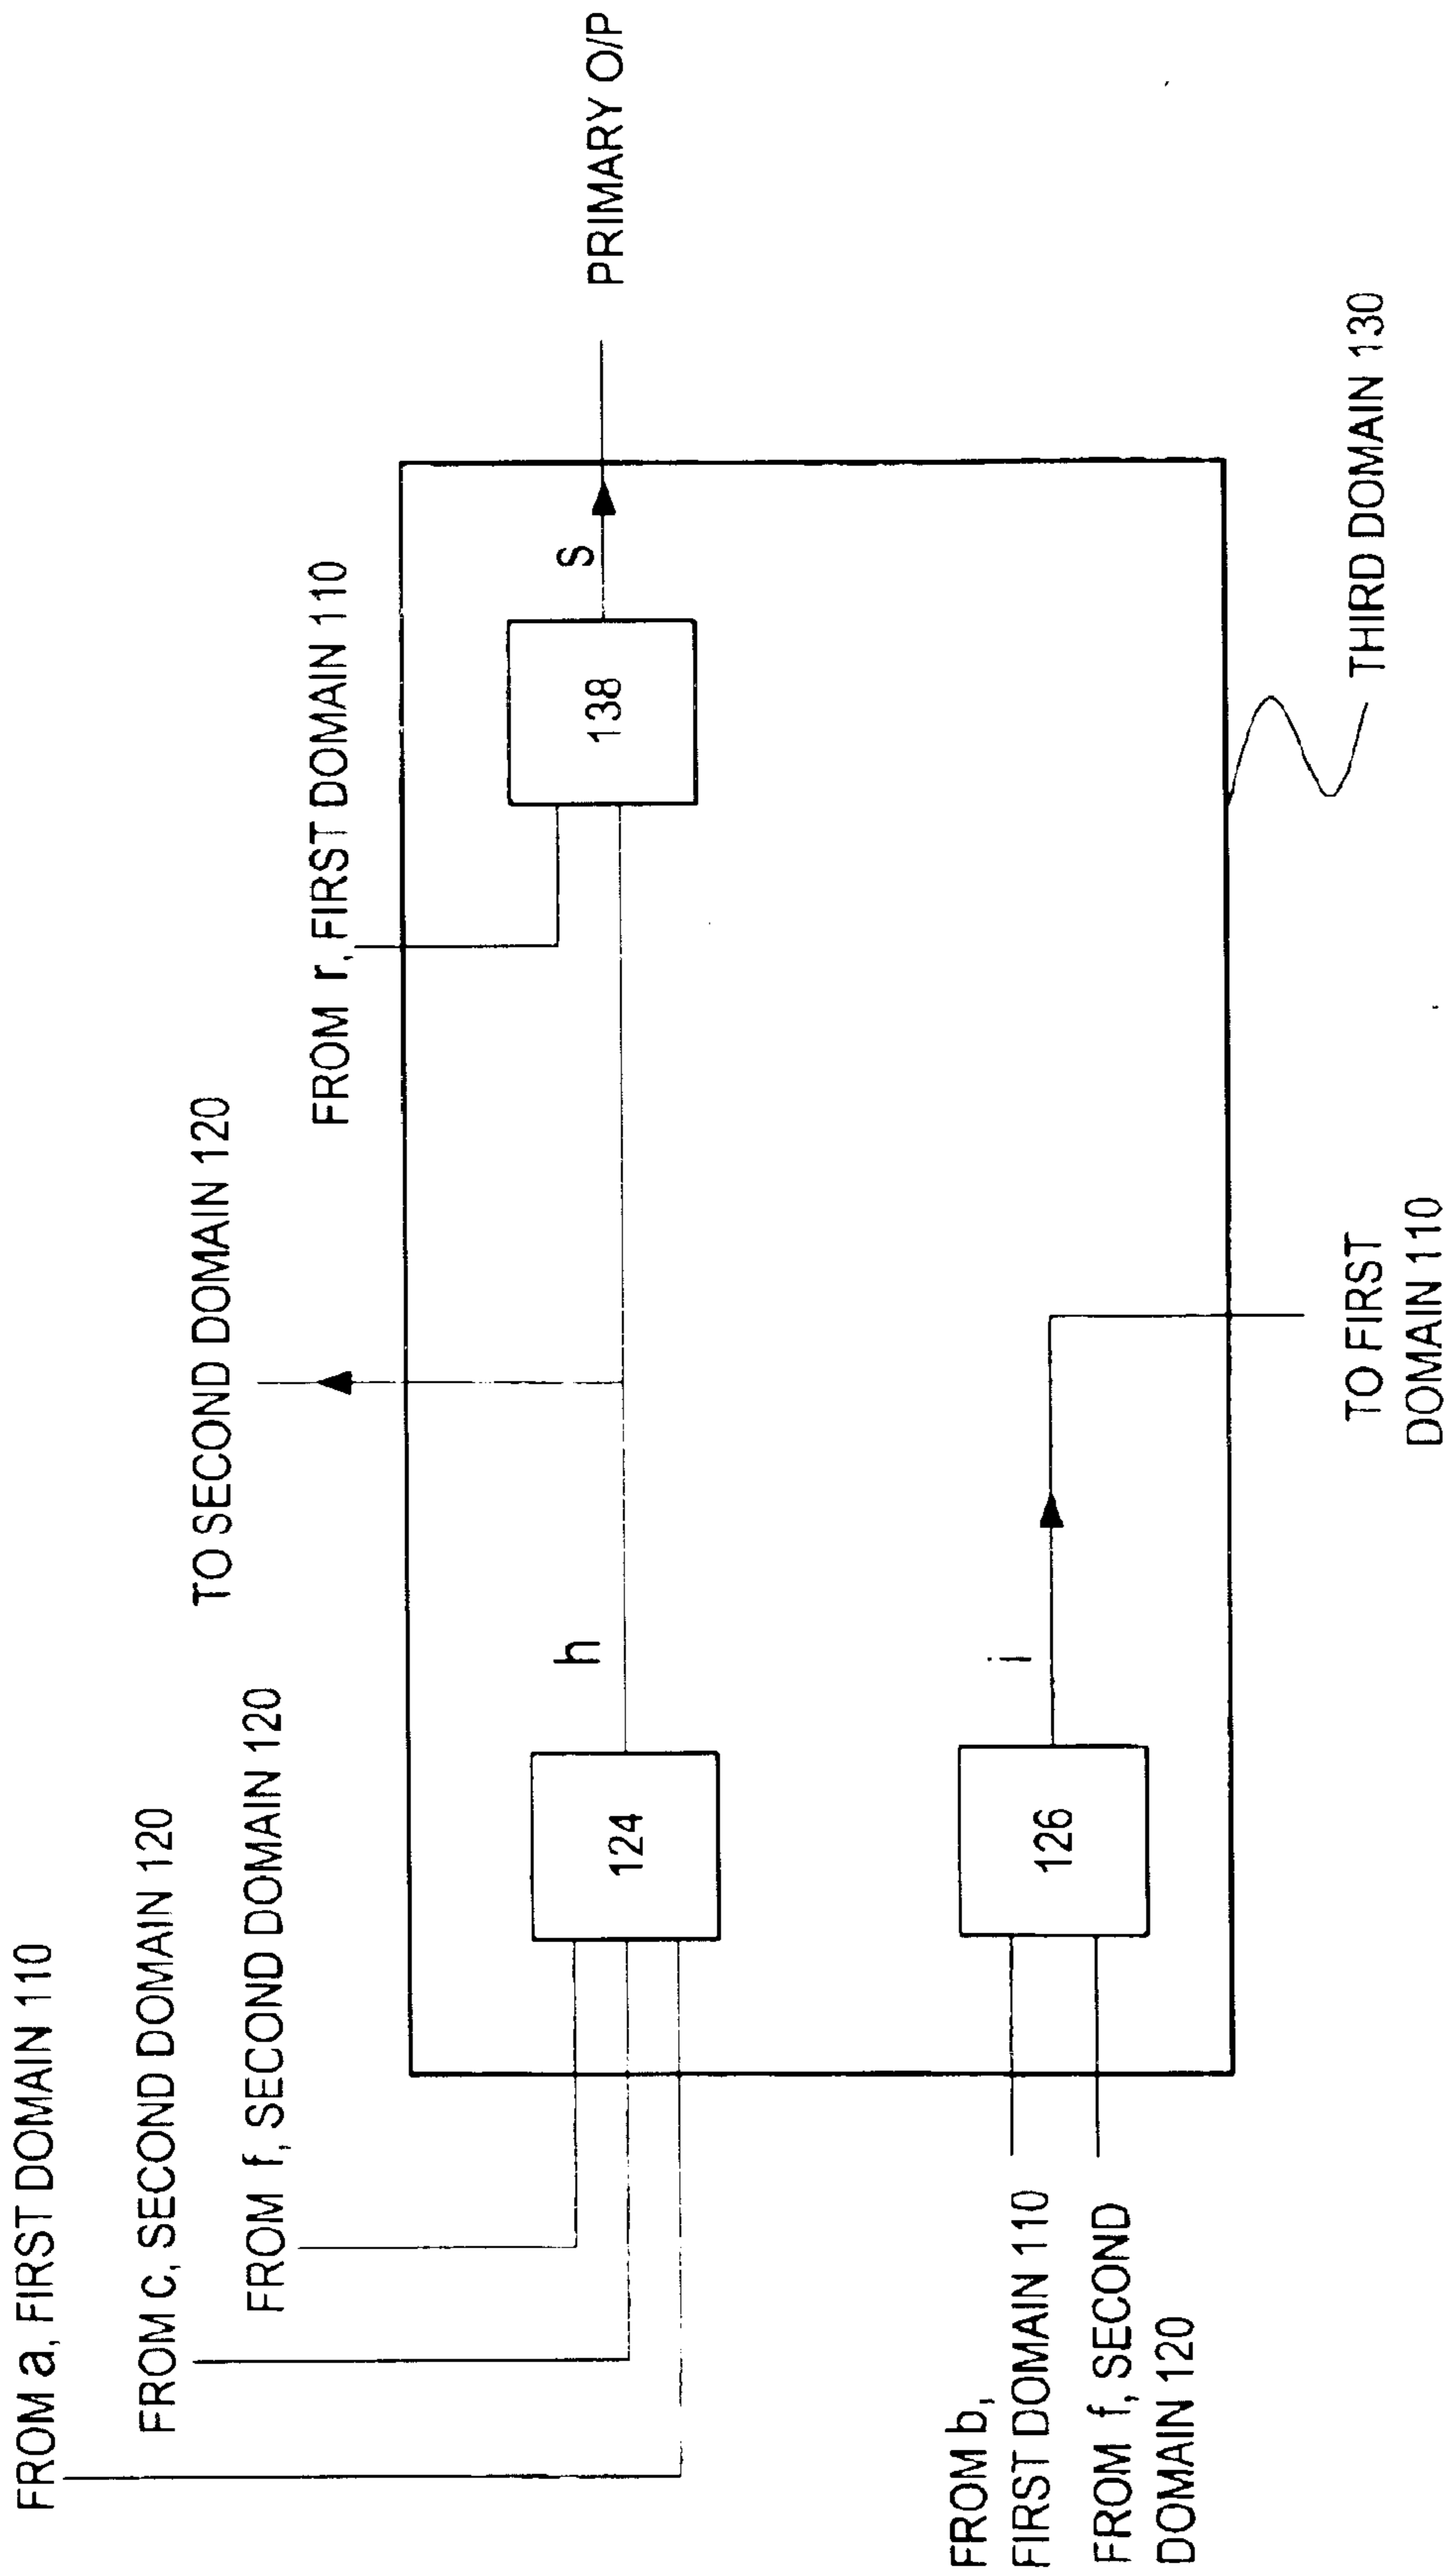 FROM a, FIRST DOMAIN 110
FROM c, SECOND DOMAIN 120
FROM f, SECOND DOMAIN 120
TO SECOND DOMAIN 120
FROM r, FIRST DOMAIN 110
124
h
138
s
PRIMARY O/P
126
i
FROM b,
FIRST DOMAIN 110
FROM f, SECOND
DOMAIN 120
TO FIRST
DOMAIN 110
THIRD DOMAIN 130